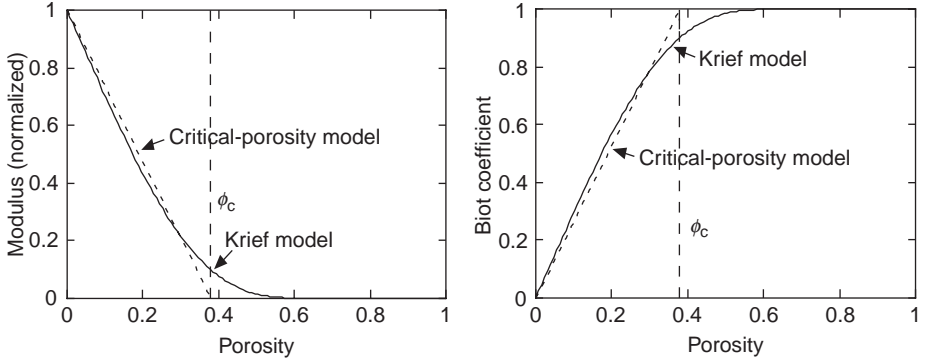 Modulus (normalized)
1
0.8
0.6
0.4
0.2
0
Critical-porosity model
ϕc
Krief model
0 0.2 0.4 0.6 0.8 1
Porosity
Biot coefficient
1
0.8
0.6
0.4
0.2
0
Krief model
Critical-porosity model
ϕc
0 0.2 0.4 0.6 0.8 1
Porosity